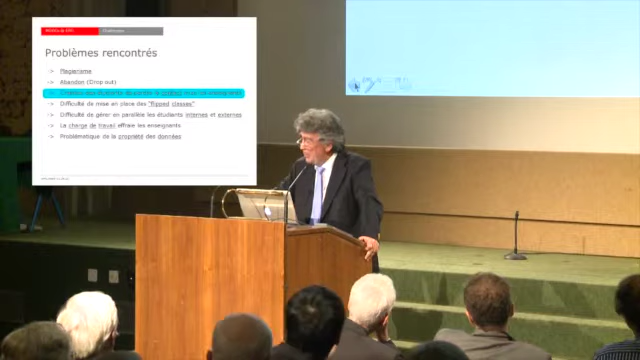 Problèmes rencontrés
-> Plagiarisme
-> Abandon (Drop out)
-> Difficulté de mise en place des "flipped classes"
-> Difficulté de gérer en parallèle les étudiants internes et externes
-> La charge de travail effraie les enseignants
-> Problématique de la propriété des données